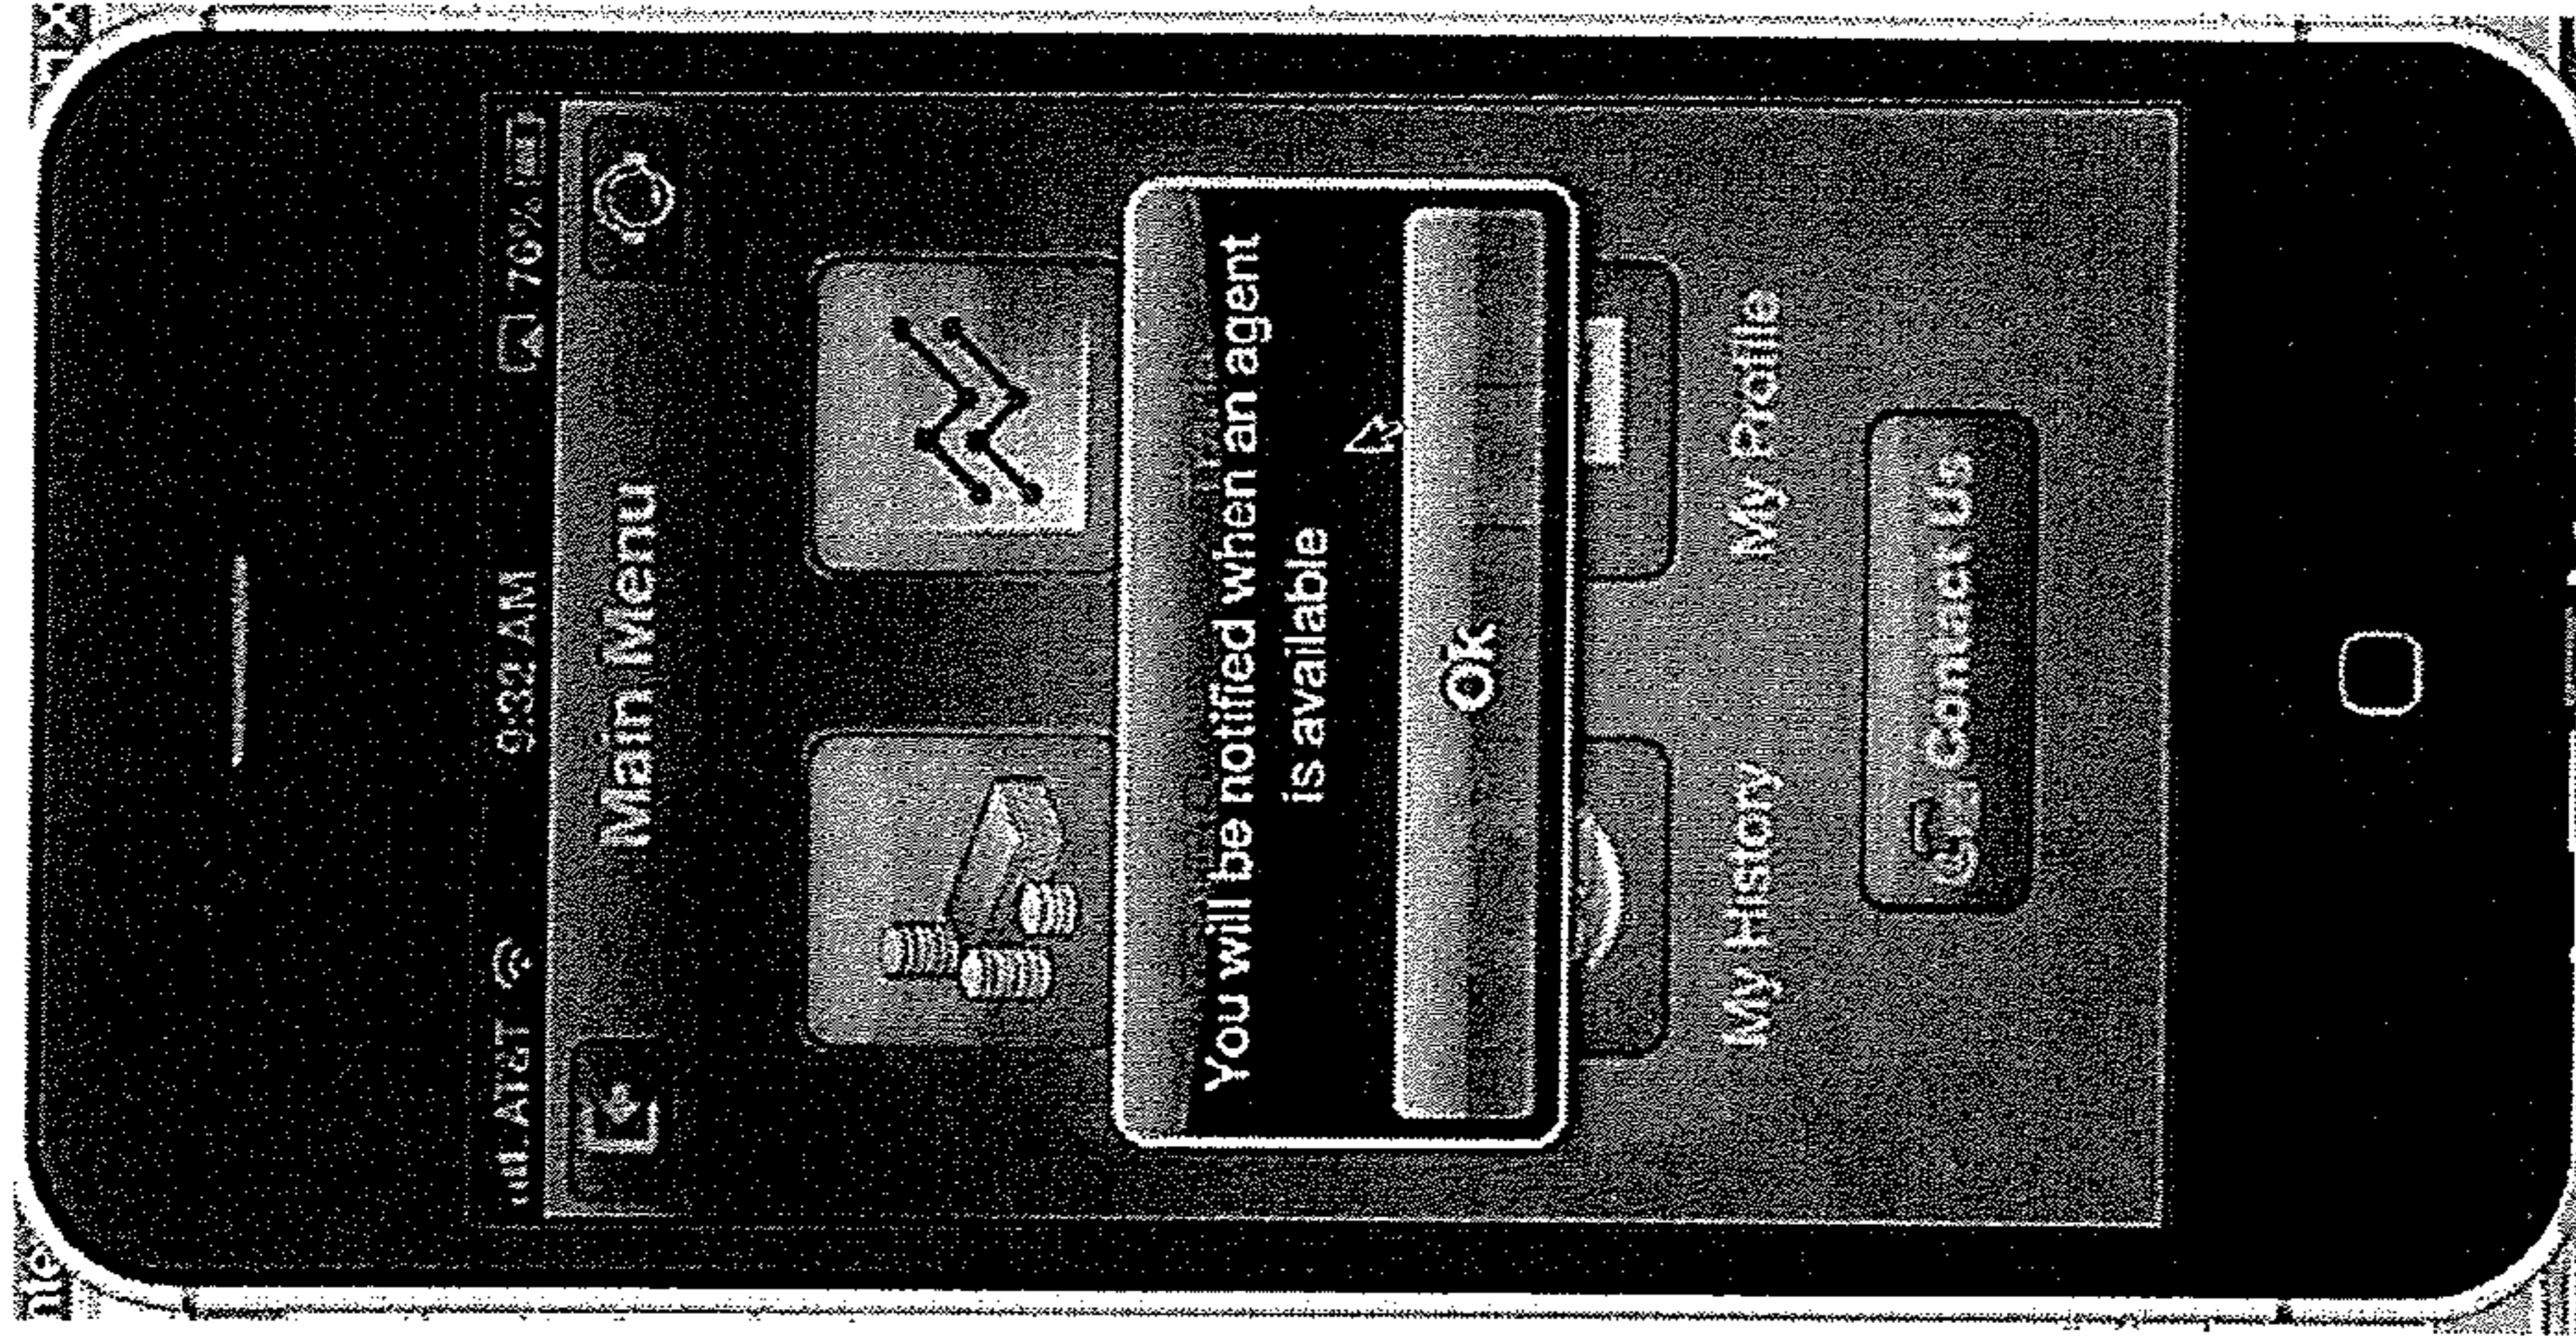 AT&T 9:32 AM 76%
Main Menu
You will be notified when an agent
is available
Ok
My History My Profile
Contact Us